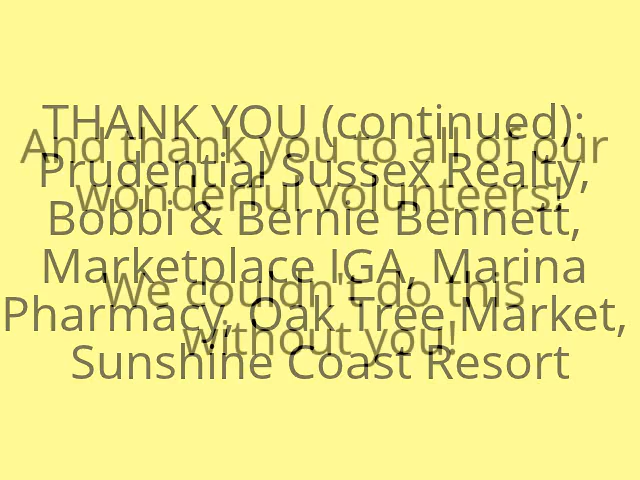 THANK YOU (continued):
Prudential Sussex Realty,
Bobbi & Bernie Bennett,
Marketplace IGA, Marina
Pharmacy, Oak Tree Market,
Sunshine Coast Resort
And thank you to all of our
wonderful volunteers!
We couldn't do this
without you!